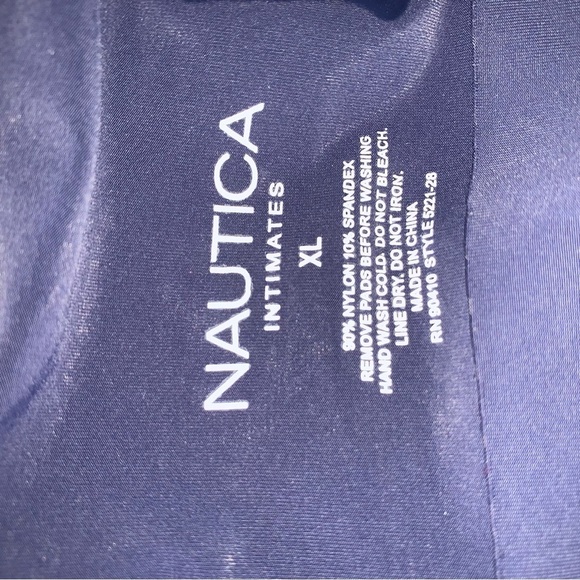 NAUTICA
INTIMATES
XL
90% NYLON 10% SPANDEX
REMOVE PADS BEFORE WASHING
HAND WASH COLD. DO NOT BLEACH.
LINE DRY. DO NOT IRON.
MADE IN CHINA
RN 90410 STYLE 5221-28